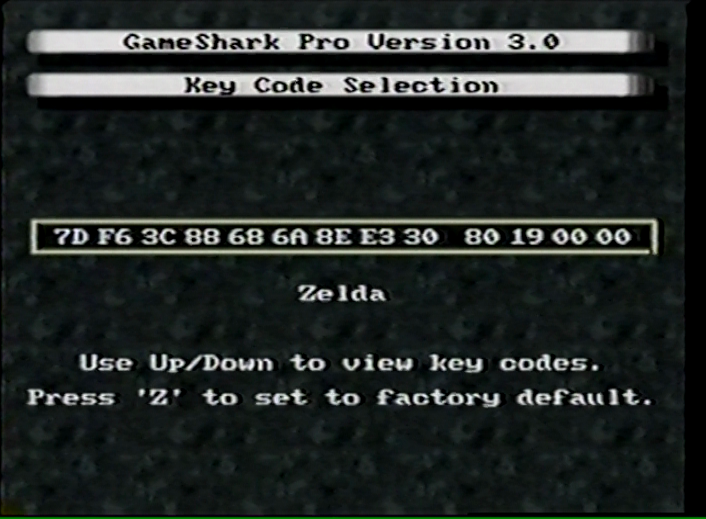 GameShark Pro Version 3.0
Key Code Selection
7D F6 3C 88 68 6A 8E E3 30 80 19 00 00
Zelda
Use Up/Down to view key codes.
Press 'Z' to set to factory default.